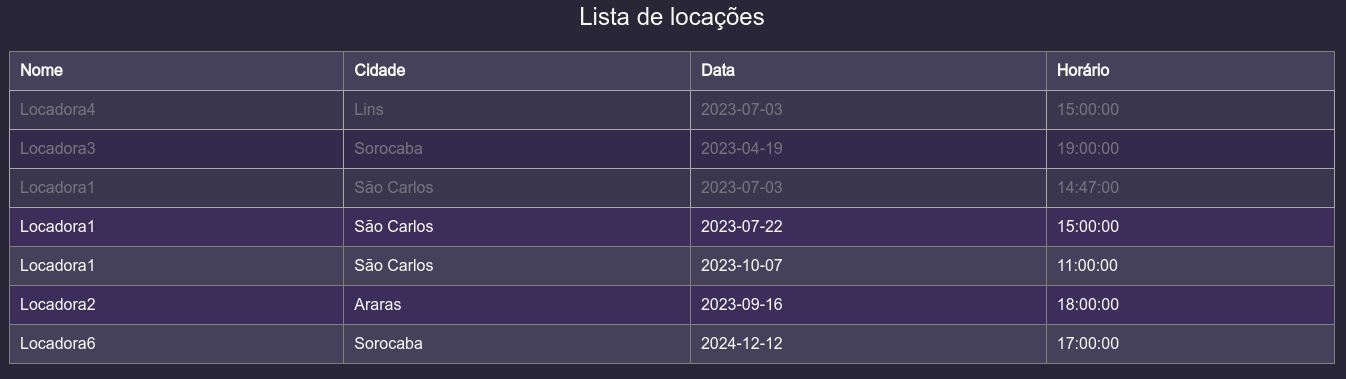 Lista de locações
Nome Cidade Data Horário
Locadora4 Lins 2023-07-03 15:00:00
Locadora3 Sorocaba 2023-04-19 19:00:00
Locadora1 São Carlos 2023-07-03 14:47:00
Locadora1 São Carlos 2023-07-22 15:00:00
Locadora1 São Carlos 2023-10-07 11:00:00
Locadora2 Araras 2023-09-16 18:00:00
Locadora6 Sorocaba 2024-12-12 17:00:00